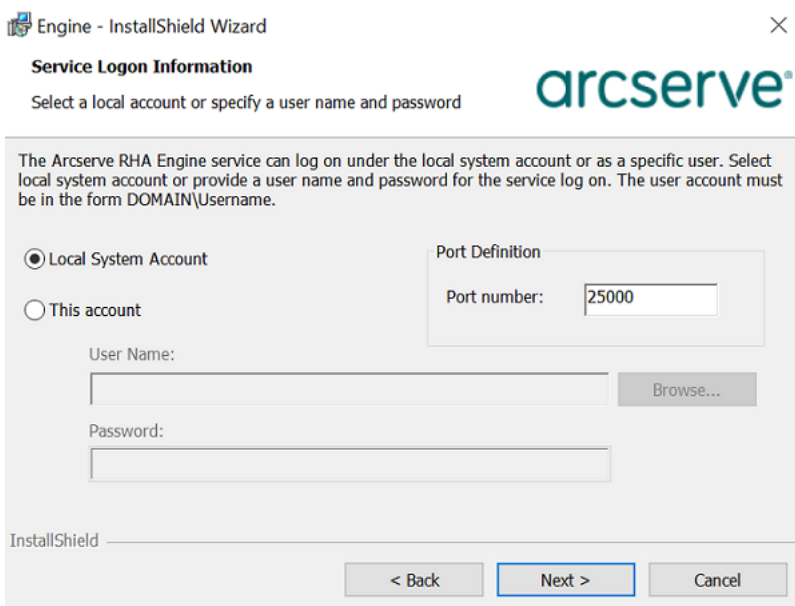 Engine - InstallShield Wizard
Service Logon Information
Select a local account or specify a user name and password
arcserve®
The Arcserve RHA Engine service can log on under the local system account or as a specific user. Select
local system account or provide a user name and password for the service log on. The user account must
be in the form DOMAIN\Username.
Local System Account
This account
Port Definition
Port number:
25000
User Name:
Browse...
Password:
InstallShield
< Back
Next >
Cancel